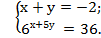 {x + y = −2;
6^{x+5y} = 36.